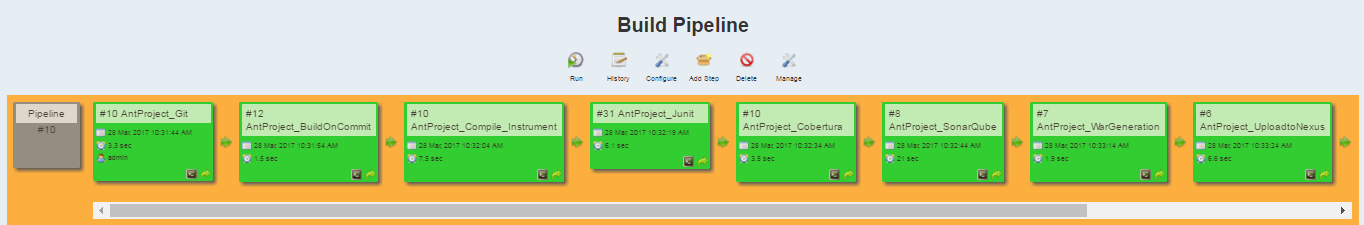 Build Pipeline
Run History Configure Add Step Delete Manage
Pipeline
#10
#10 AntProject_Git
28 Mar, 2017 10:31:44 AM
3.3 sec
admin
#12
AntProject_BuildOnCommit
28 Mar, 2017 10:31:54 AM
1.5 sec
#10
AntProject_Compile_Instrument
28 Mar, 2017 10:32:04 AM
7.5 sec
#31 AntProject_Junit
28 Mar, 2017 10:32:19 AM
6.1 sec
#10
AntProject_Cobertura
28 Mar, 2017 10:32:34 AM
3.5 sec
#8
AntProject_SonarQube
28 Mar, 2017 10:32:44 AM
21 sec
#7
AntProject_WarGeneration
28 Mar, 2017 10:33:14 AM
1.9 sec
#6
AntProject_UploadtoNexus
28 Mar, 2017 10:33:24 AM
6.6 sec